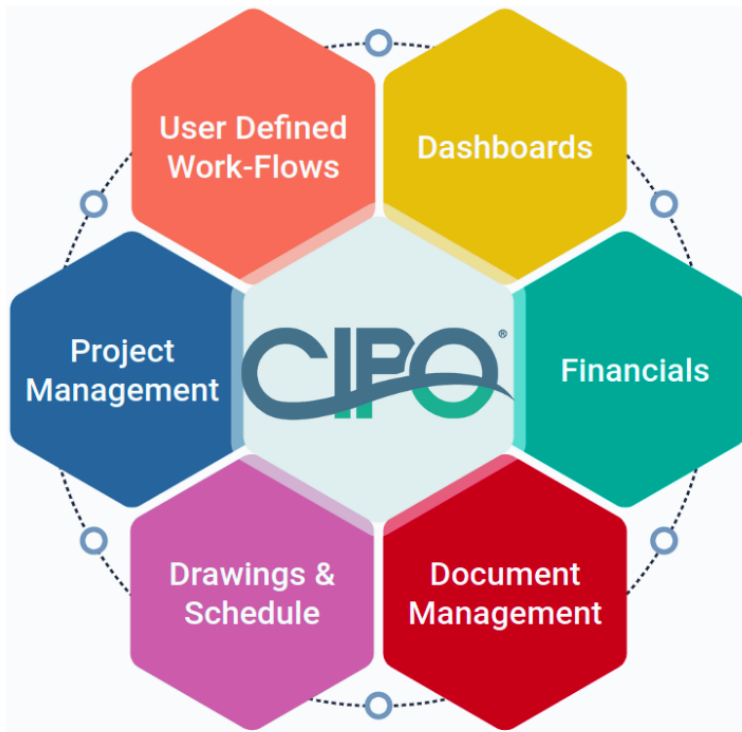 User Defined
Work-Flows
Dashboards
Project
Management
CIPO®
Financials
Drawings &
Schedule
Document
Management